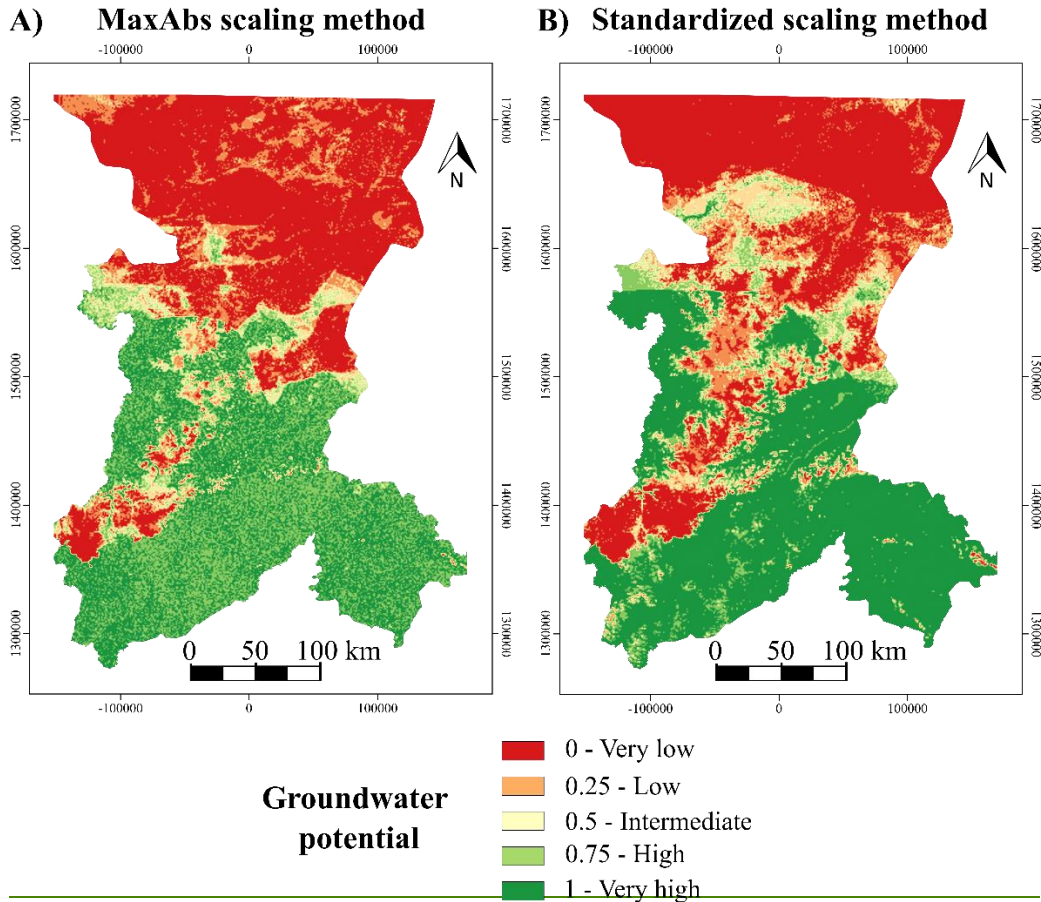 A) MaxAbs scaling method
B) Standardized scaling method
-100000 0 100000
-100000 0 100000
1700000
1600000
1500000
1400000
1300000
1700000
1600000
1500000
1400000
1300000
N
0 50 100 km
-100000 0 100000
1700000
1600000
1500000
1400000
1300000
1700000
1600000
1500000
1400000
1300000
N
0 50 100 km
-100000 0 100000
Groundwater
potential
0 - Very low
0.25 - Low
0.5 - Intermediate
0.75 - High
1 - Very high